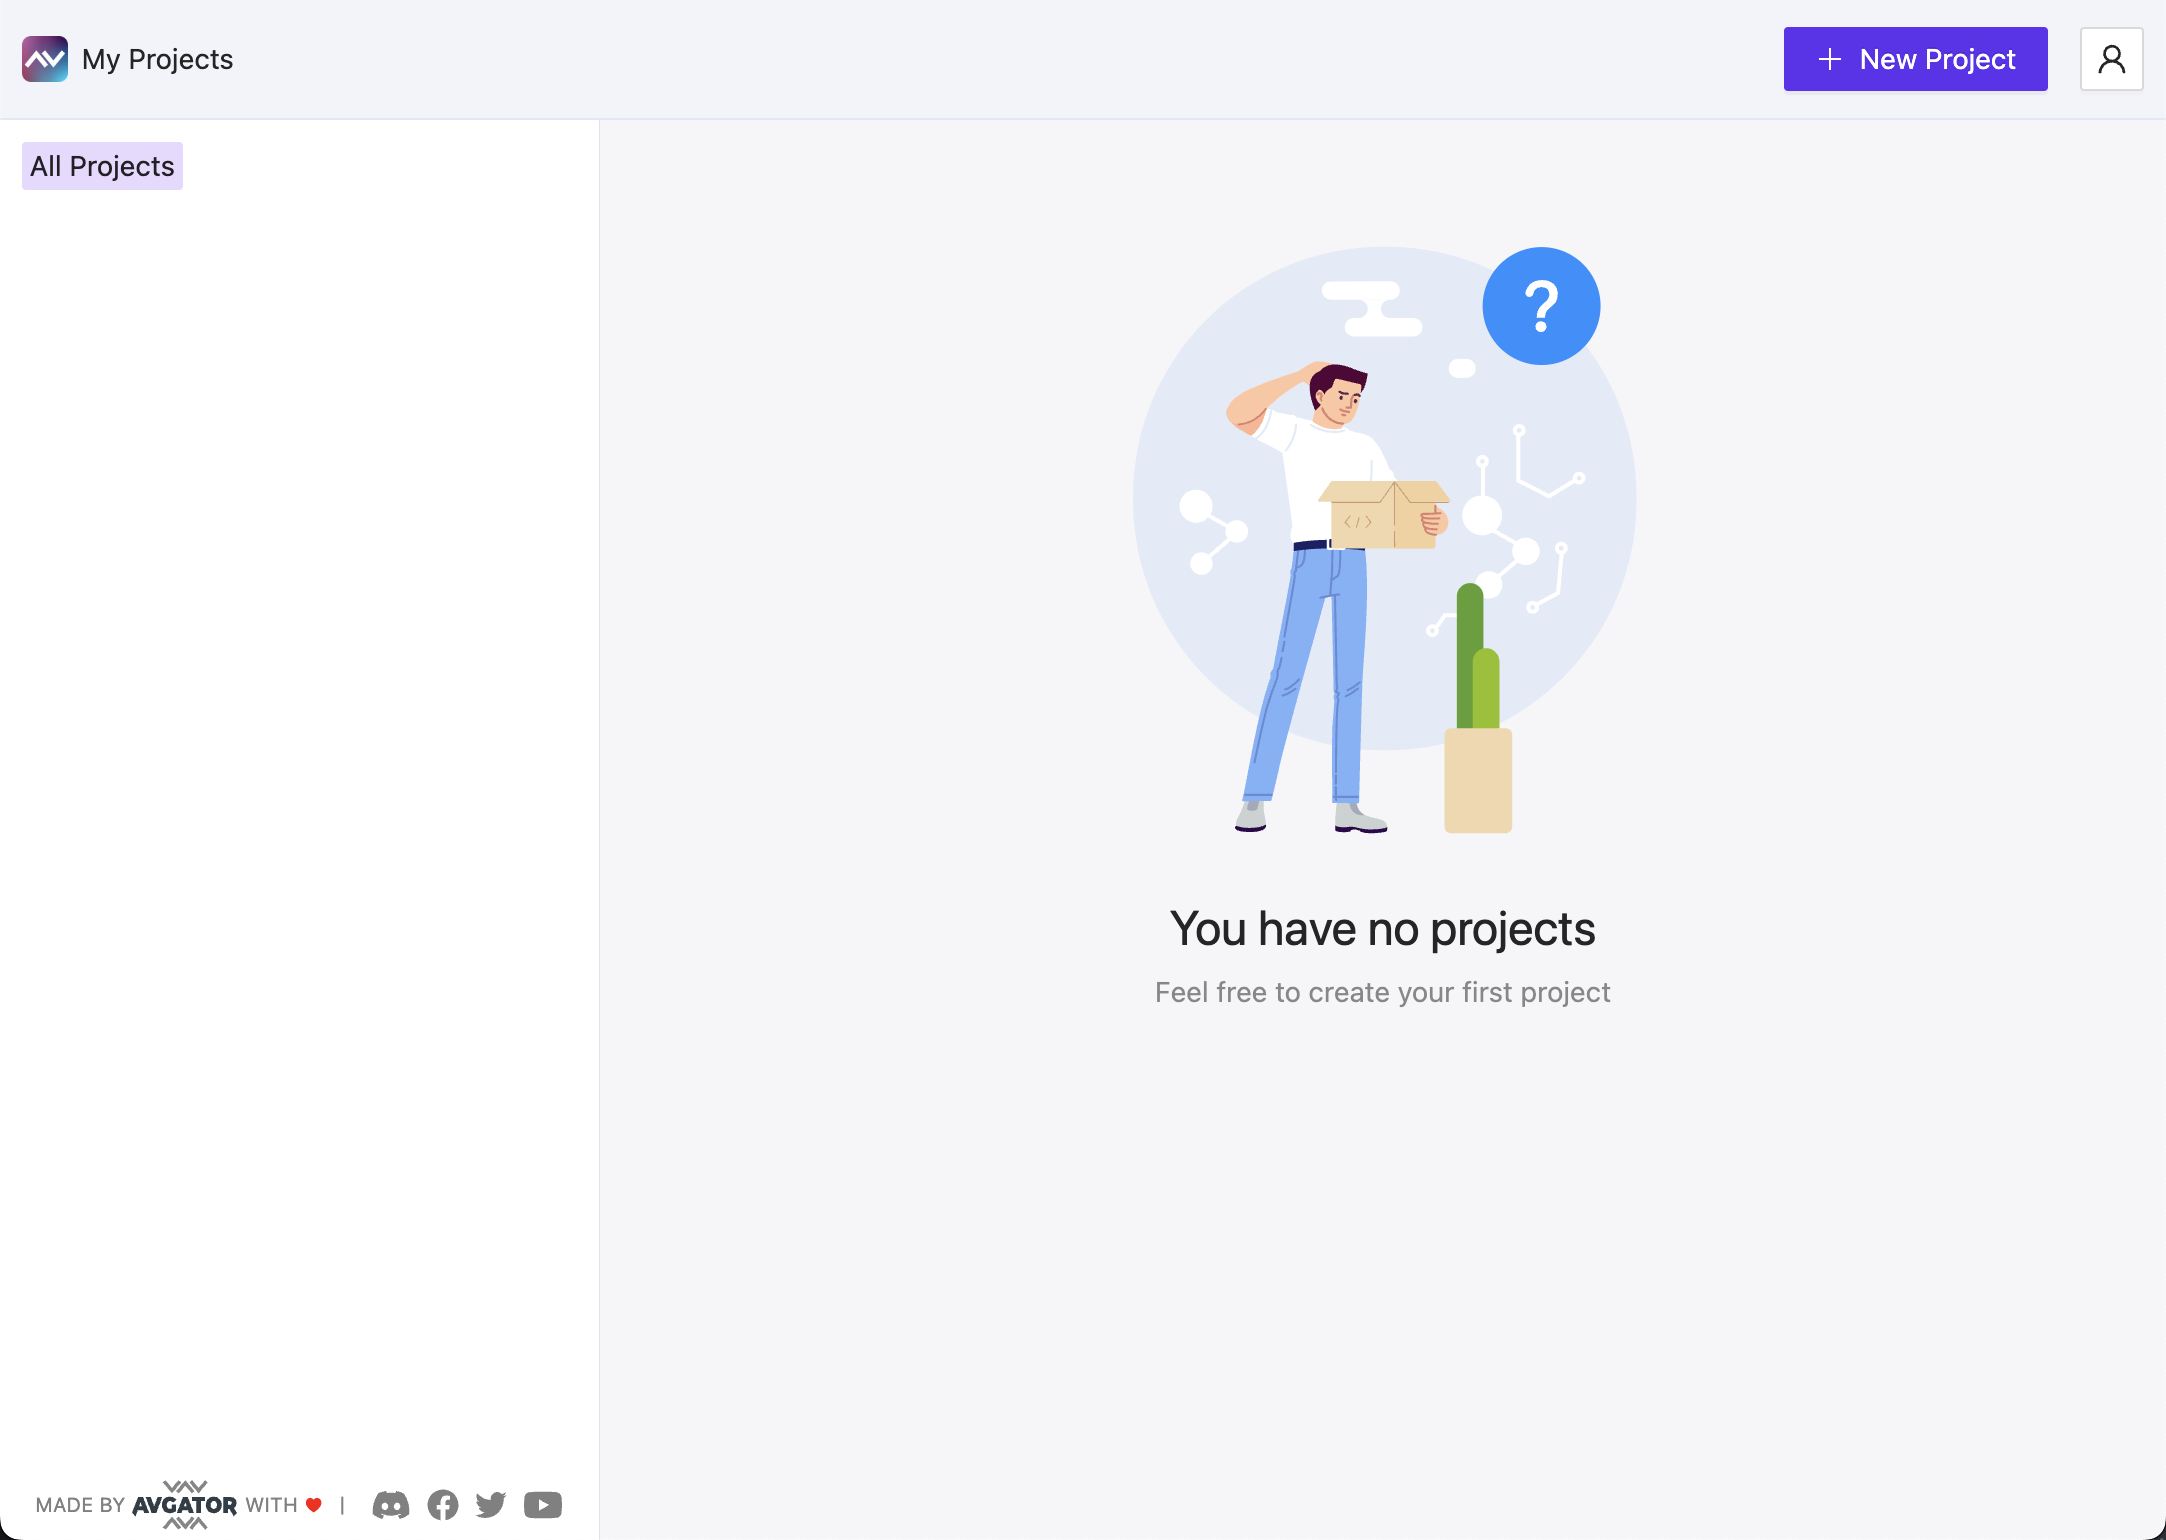 My Projects
+ New Project
All Projects
?
</>
You have no projects
Feel free to create your first project
MADE BY AVGATOR WITH ❤ |